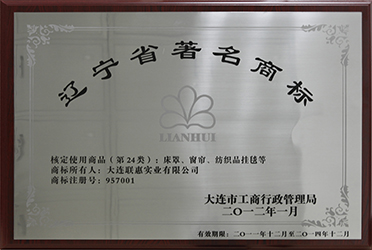 辽宁省著名商标
LIANHUI
核定使用商品（第24类）：床罩、窗帘、纺织品挂毯等
商标所有人：大连联惠实业有限公司
商标注册号：957001
大连市工商行政管理局
二〇一二年一月
有效期限：二〇一一年十二月至二〇一四年十二月